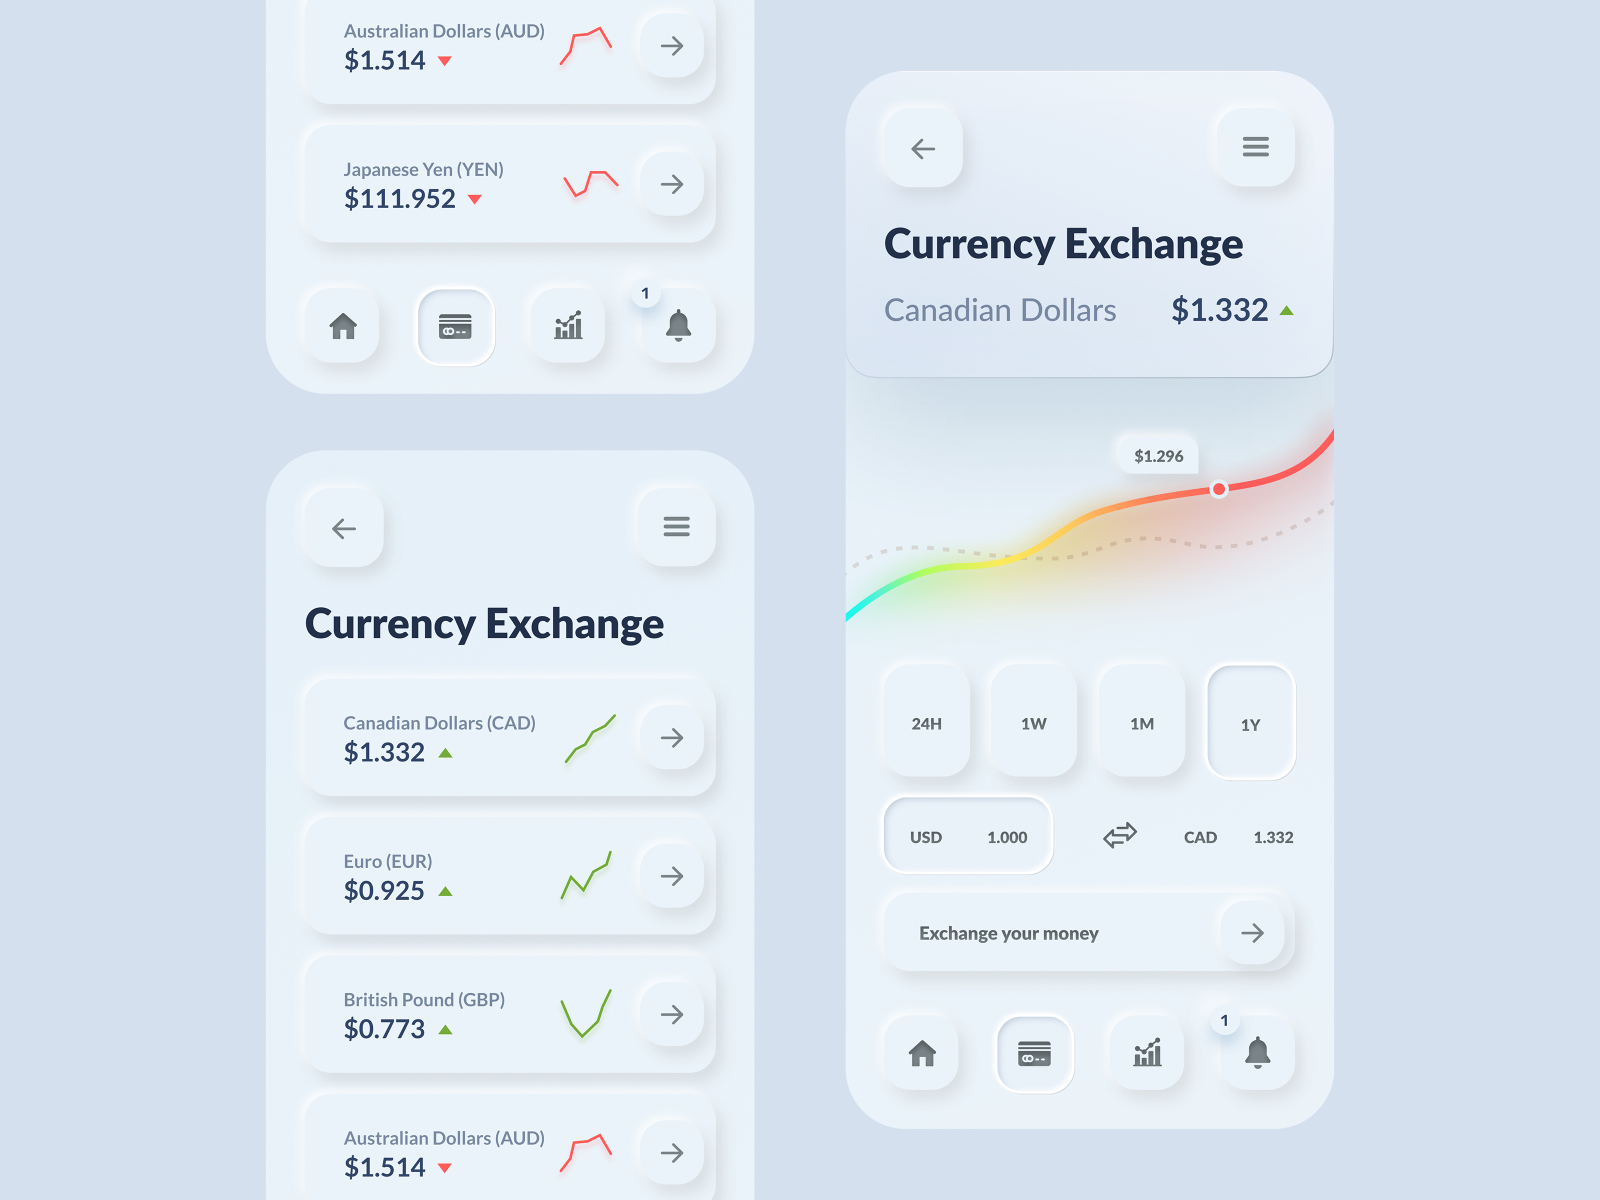 Australian Dollars (AUD)
$1.514
Japanese Yen (YEN)
$111.952
1
Currency Exchange
Canadian Dollars (CAD)
$1.332
Euro (EUR)
$0.925
British Pound (GBP)
$0.773
Australian Dollars (AUD)
$1.514
Currency Exchange
Canadian Dollars $1.332
$1.296
24H 1W 1M 1Y
USD 1.000 CAD 1.332
Exchange your money
1